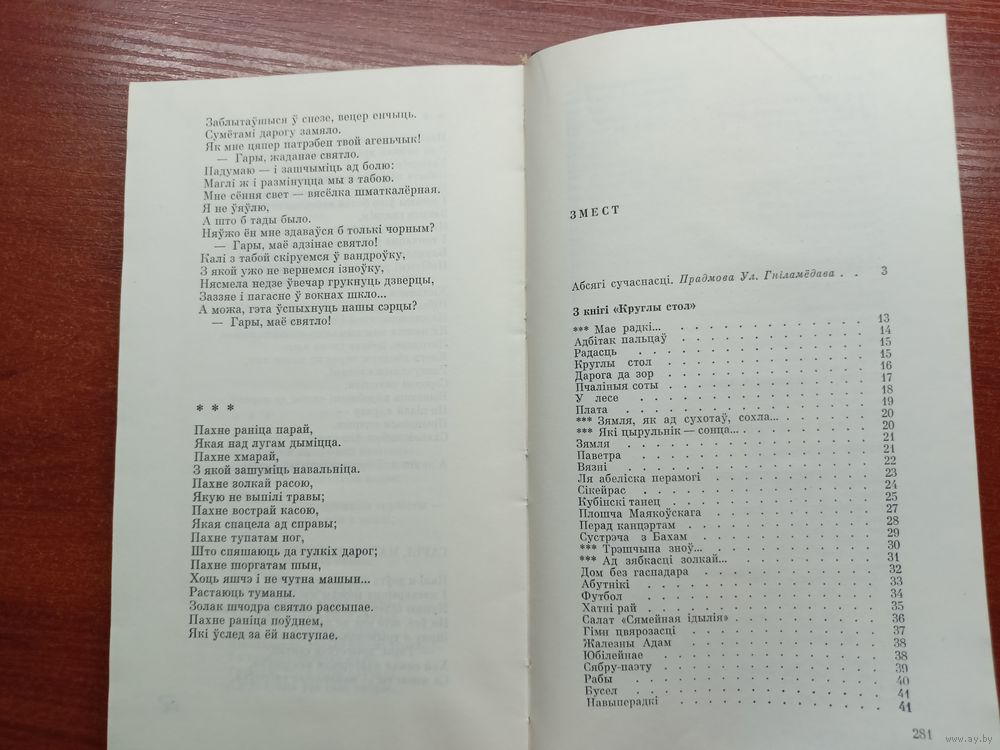 Заблытаўшыся ў снезе, вецер енчыць.
Сумётамі дарогу замяло.
Як мне цяпер патрэбен твой агеньчык!
— Гары, жаданае святло.
Падумаю — і зашчыміць ад болю:
Маглі ж і размінуцца мы з табою.
Мне сёння свет — вясёлка шматкалёрная.
Я не ўяўлю,
А што б тады было.
Няўжо ён мне здаваўся б толькі чорным?
— Гары, маё адзінае святло!
Калі з табой скіруемся ў вандроўку,
З якой ужо не вернемся ізноўку,
Нясмела недзе ўвечар грукнуць дзверцы,
Заззяе і пагасне ў вокнах шкло...
А можа, гэта ўспыхнуць нашы сэрцы?
— Гары, маё святло!
* * *
Пахне раніца парай,
Якая над лугам дыміцца.
Пахне хмарай,
З якой зашуміць навальніца.
Пахне золкай расою,
Якую не выпілі травы;
Пахне вострай касою,
Якая спацела ад справы;
Пахне тупатам ног,
Што спяшаюць да гулкіх дарог;
Пахне шоргатам шын,
Хоць яшчэ і не чутна машын...
Растаюць туманы.
Золак шчодра святло рассыпае.
Пахне раніца поўднем,
Які ўслед за ёй наступае.
ЗМЕСТ
Абсягі сучаснасці. Прадмова Ул. Гніламёдава . . 3
З кнігі «Круглы стол»
*** Мае радкі... 13
Адбітак пальцаў 14
Радасць 15
Круглы стол 15
Дарога да зор 16
Пчаліныя соты 17
У лесе 18
Плата 19
*** Зямля, як ад сухотаў, сохла... 20
*** Які цырульнік — сонца... 20
Зямля 21
Паветра 21
Вязні 22
Ля абеліска перамогі 23
Сікейрас 24
Кубінскі танец 25
Плошча Маякоўскага 27
Перад канцэртам 28
Сустрэча з Бахам 29
*** Трэшчына зноў... 30
*** Ад зябкасці золкай... 31
Дом без гаспадара 32
Абутнікі 33
Футбол 34
Хатні рай 35
Салат «Сямейная ідылія» 36
Гімн цвярозасці 37
Жалезны Адам 38
Юбілейнае 38
Сябру-паэту 39
Рабы 40
Бусел 41
Навыперадкі 41
281
www.ay.by